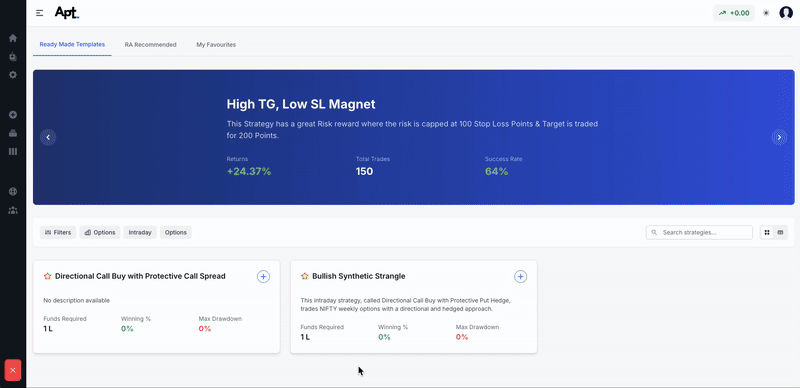 Apt.
+0.00
Ready Made Templates
RA Recommended
My Favourites
High TG, Low SL Magnet
This Strategy has a great Risk reward where the risk is capped at 100 Stop Loss Points & Target is traded
for 200 Points.
Returns
Total Trades
Success Rate
+24.37%
150
64%
Filters
Options
Intraday
Options
Search strategies...
Directional Call Buy with Protective Call Spread
No description available
Funds Required
Winning %
Max Drawdown
1 L
0%
0%
Bullish Synthetic Strangle
This intraday strategy, called Directional Call Buy with Protective Put Hedge,
trades NIFTY weekly options with a directional and hedged approach.
Funds Required
Winning %
Max Drawdown
1 L
0%
0%